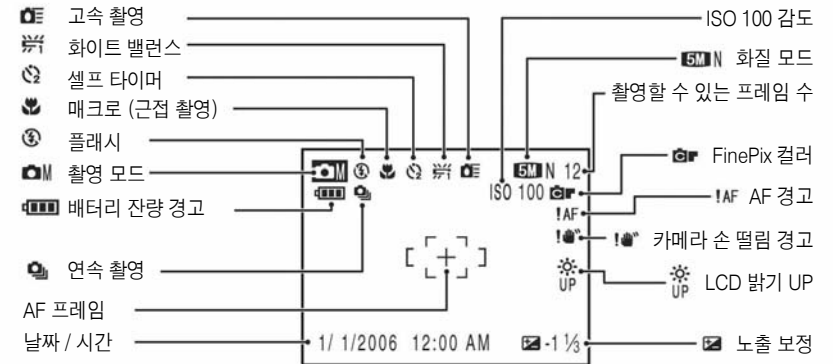 고속 촬영
화이트 밸런스
셀프 타이머
매크로 (근접 촬영)
플래시
M 촬영 모드
배터리 잔량 경고
연속 촬영
AF 프레임
날짜 / 시간
ISO 100 감도
5M N 화질 모드
촬영할 수 있는 프레임 수
FinePix 컬러
!AF AF 경고
! 카메라 손 떨림 경고
UP LCD 밝기 UP
노출 보정
M 5M N 12
ISO 100
!AF
!
UP
1/ 1/2006 12:00 AM -1 ⅓